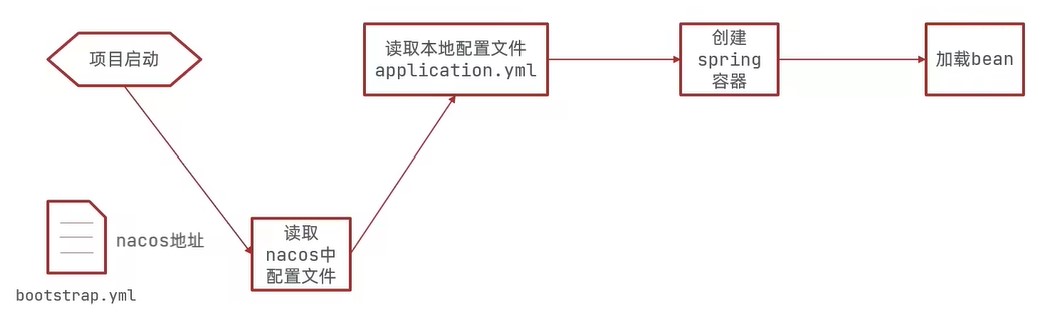 项目启动
读取本地配置文件
application.yml
创建
spring
容器
加载bean
nacos地址
bootstrap.yml
读取
nacos中
配置文件